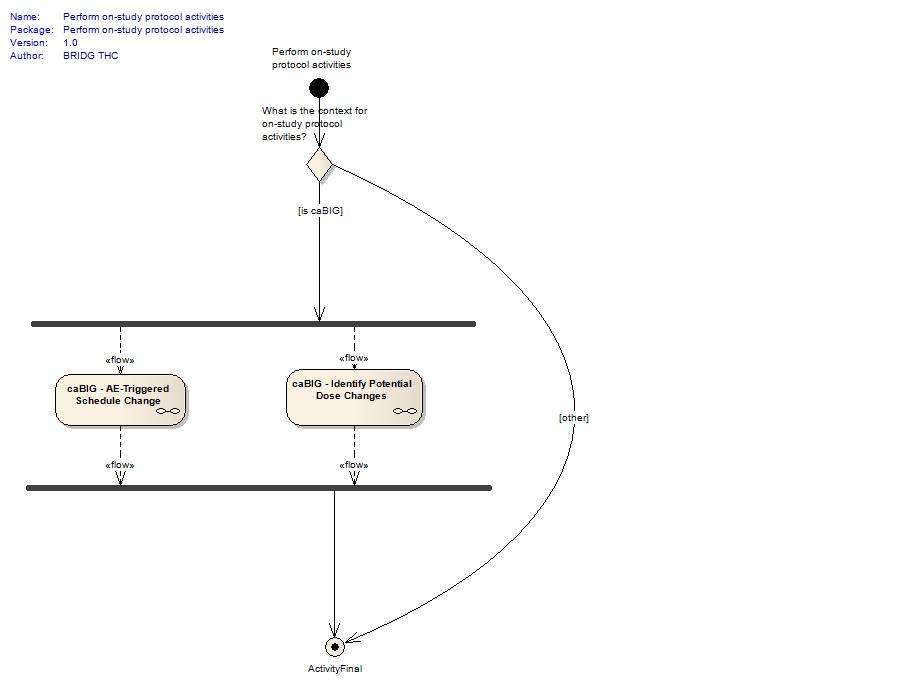 Name: Perform on-study protocol activities
Package: Perform on-study protocol activities
Version: 1.0
Author: BRIDG THC
Perform on-study
protocol activities
What is the context for
on-study protocol
activities?
[is caBIG]
«flow»
«flow»
caBIG - AE-Triggered
Schedule Change
caBIG - Identify Potential
Dose Changes
[other]
«flow»
«flow»
ActivityFinal